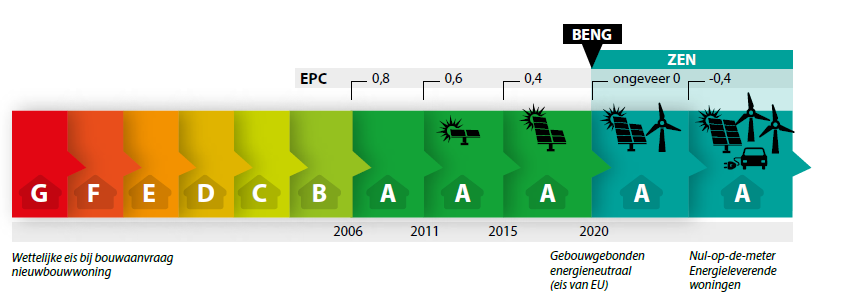 BENG
ZEN
EPC 0,8 0,6 0,4 ongeveer 0 -0,4
G F E D C B A A A A A
2006 2011 2015 2020
Wettelijke eis bij bouwaanvraag
nieuwbouwwoning
Gebouwgebonden
energieneutraal
(eis van EU)
Nul-op-de-meter
Energieleverende
woningen